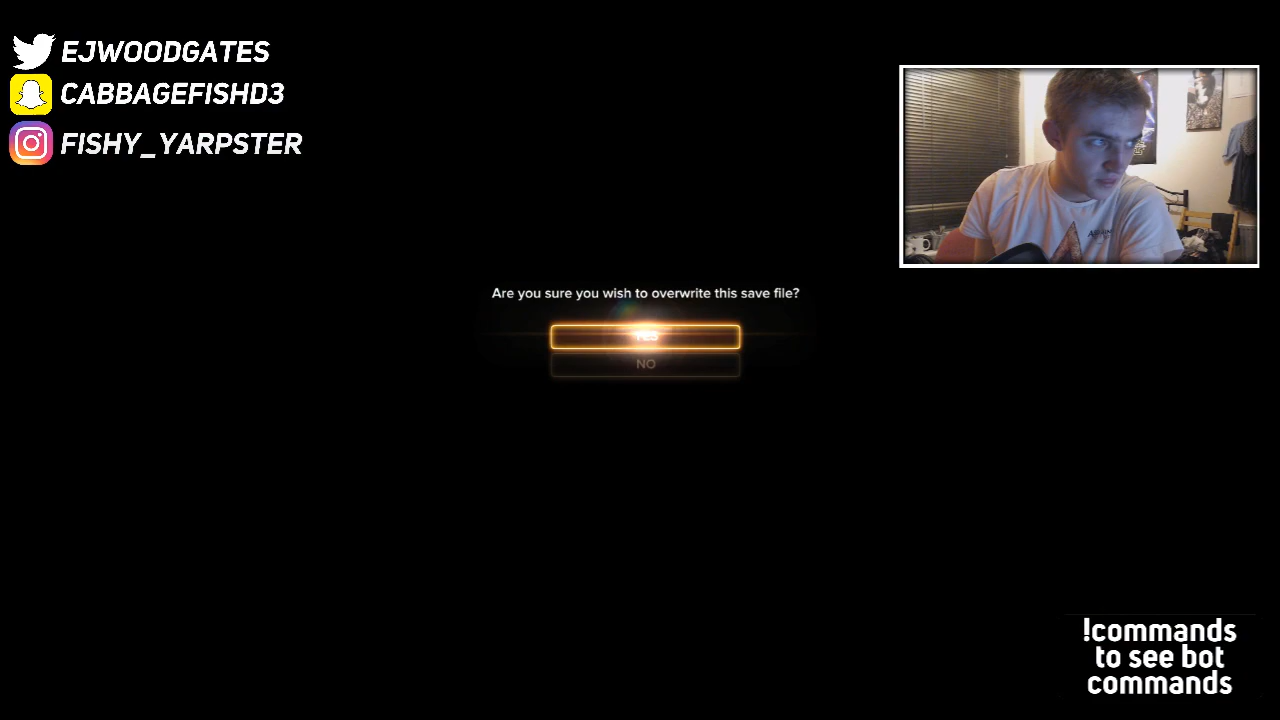 EJWOODGATES
CABBAGEFISHD3
FISHY_YARPSTER
Are you sure you wish to overwrite this save file?
YES
NO
!commands
to see bot
commands